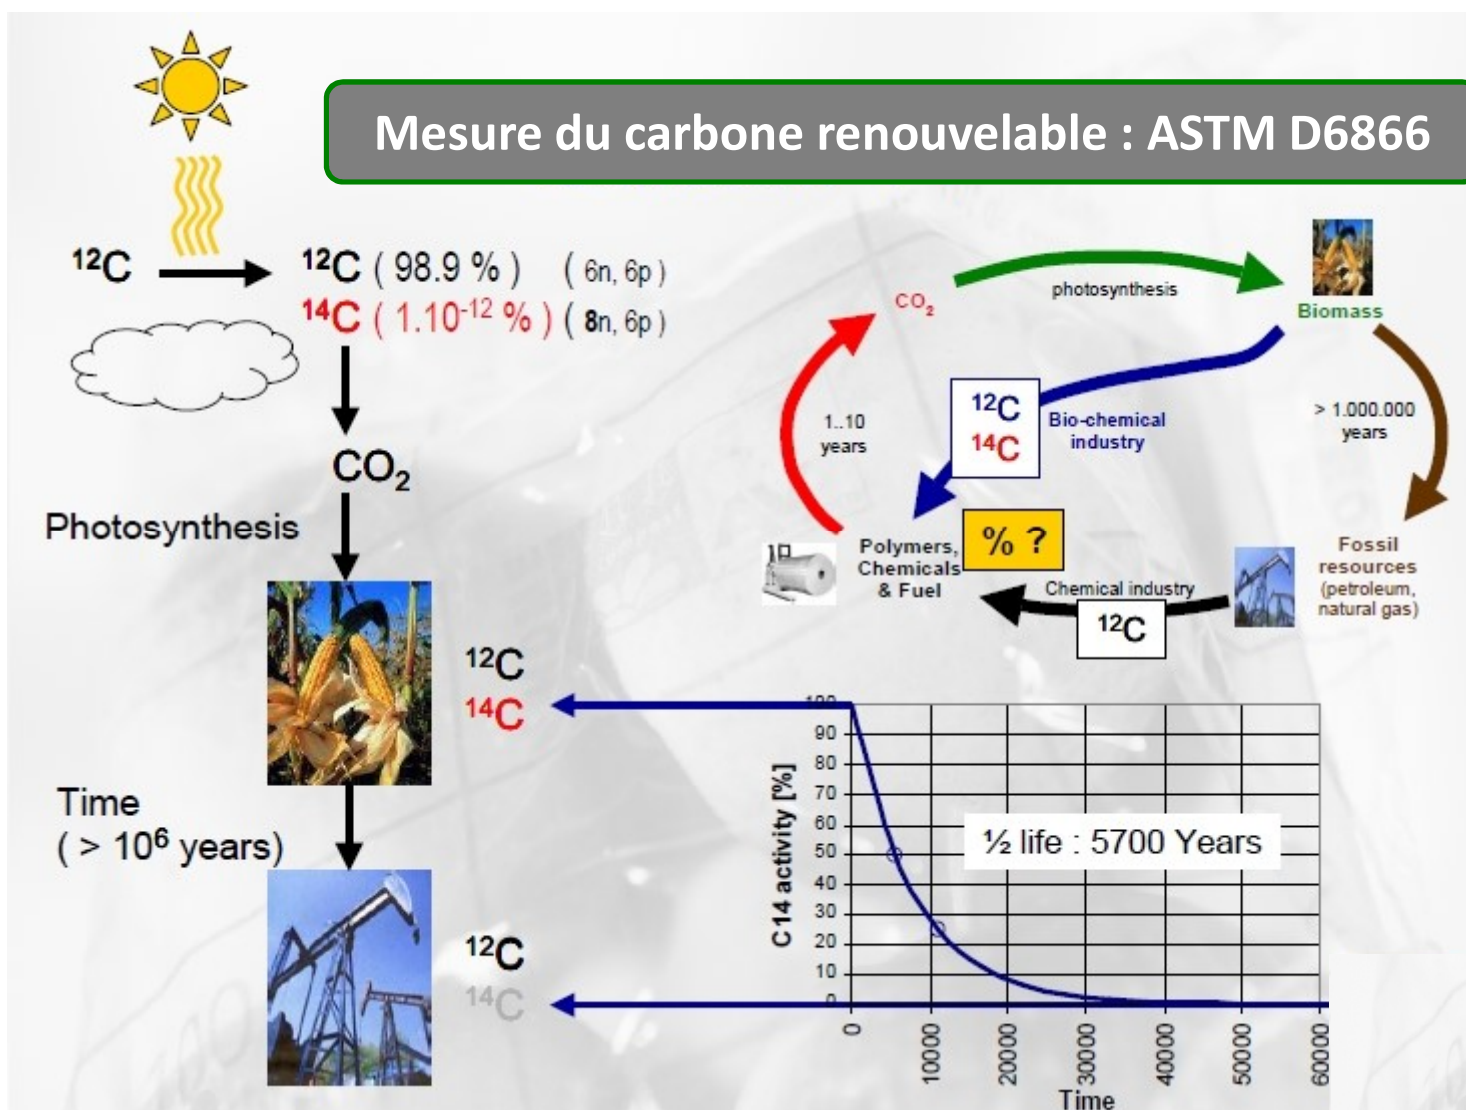 Mesure du carbone renouvelable : ASTM D6866
¹²C
¹²C ( 98.9 % ) ( 6n, 6p )
¹⁴C ( 1.10⁻¹² % ) ( 8n, 6p )
CO₂
Photosynthesis
¹²C
¹⁴C
Time
( > 10⁶ years)
¹²C
¹⁴C
CO₂
photosynthesis
Biomass
1..10
years
¹²C
¹⁴C
Bio-chemical
industry
> 1.000.000
years
Polymers,
Chemicals
& Fuel
% ?
Chemical industry
¹²C
Fossil
resources
(petroleum,
natural gas)
C14 activity [%]
100
90
80
70
60
50
40
30
20
10
0
½ life : 5700 Years
0
10000
20000
30000
40000
50000
60000
Time